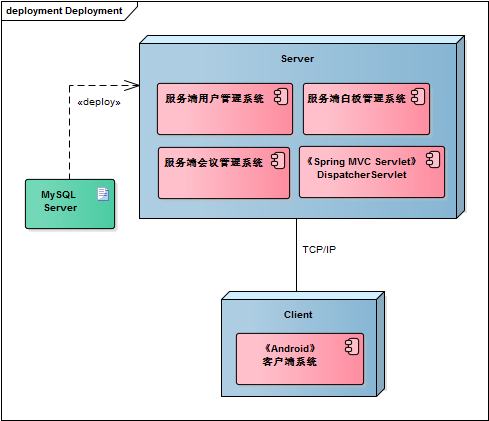 deployment Deployment
Server
«deploy»
服务端用户管理系统
服务端白板管理系统
服务端会议管理系统
《Spring MVC Servlet》
DispatcherServlet
MySQL
Server
TCP/IP
Client
《Android》
客户端系统